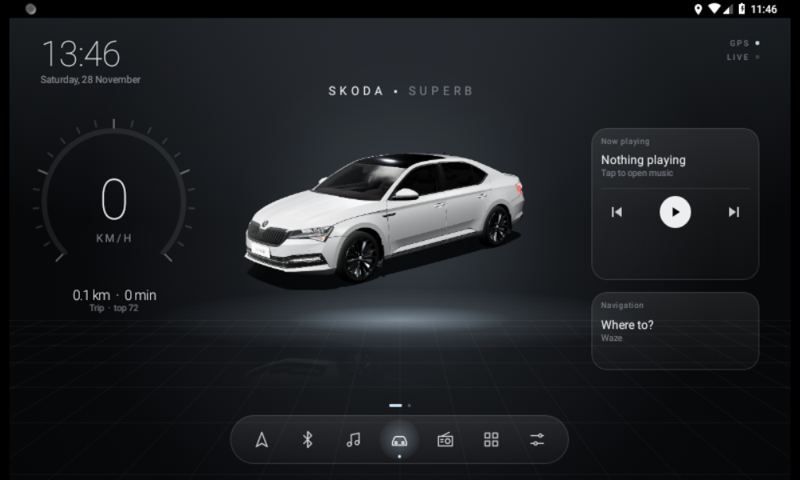 11:46
13:46
Saturday, 28 November
GPS
LIVE
SKODA • SUPERB
0
KM/H
0.1 km · 0 min
Trip · top 72
Now playing
Nothing playing
Tap to open music
Navigation
Where to?
Waze